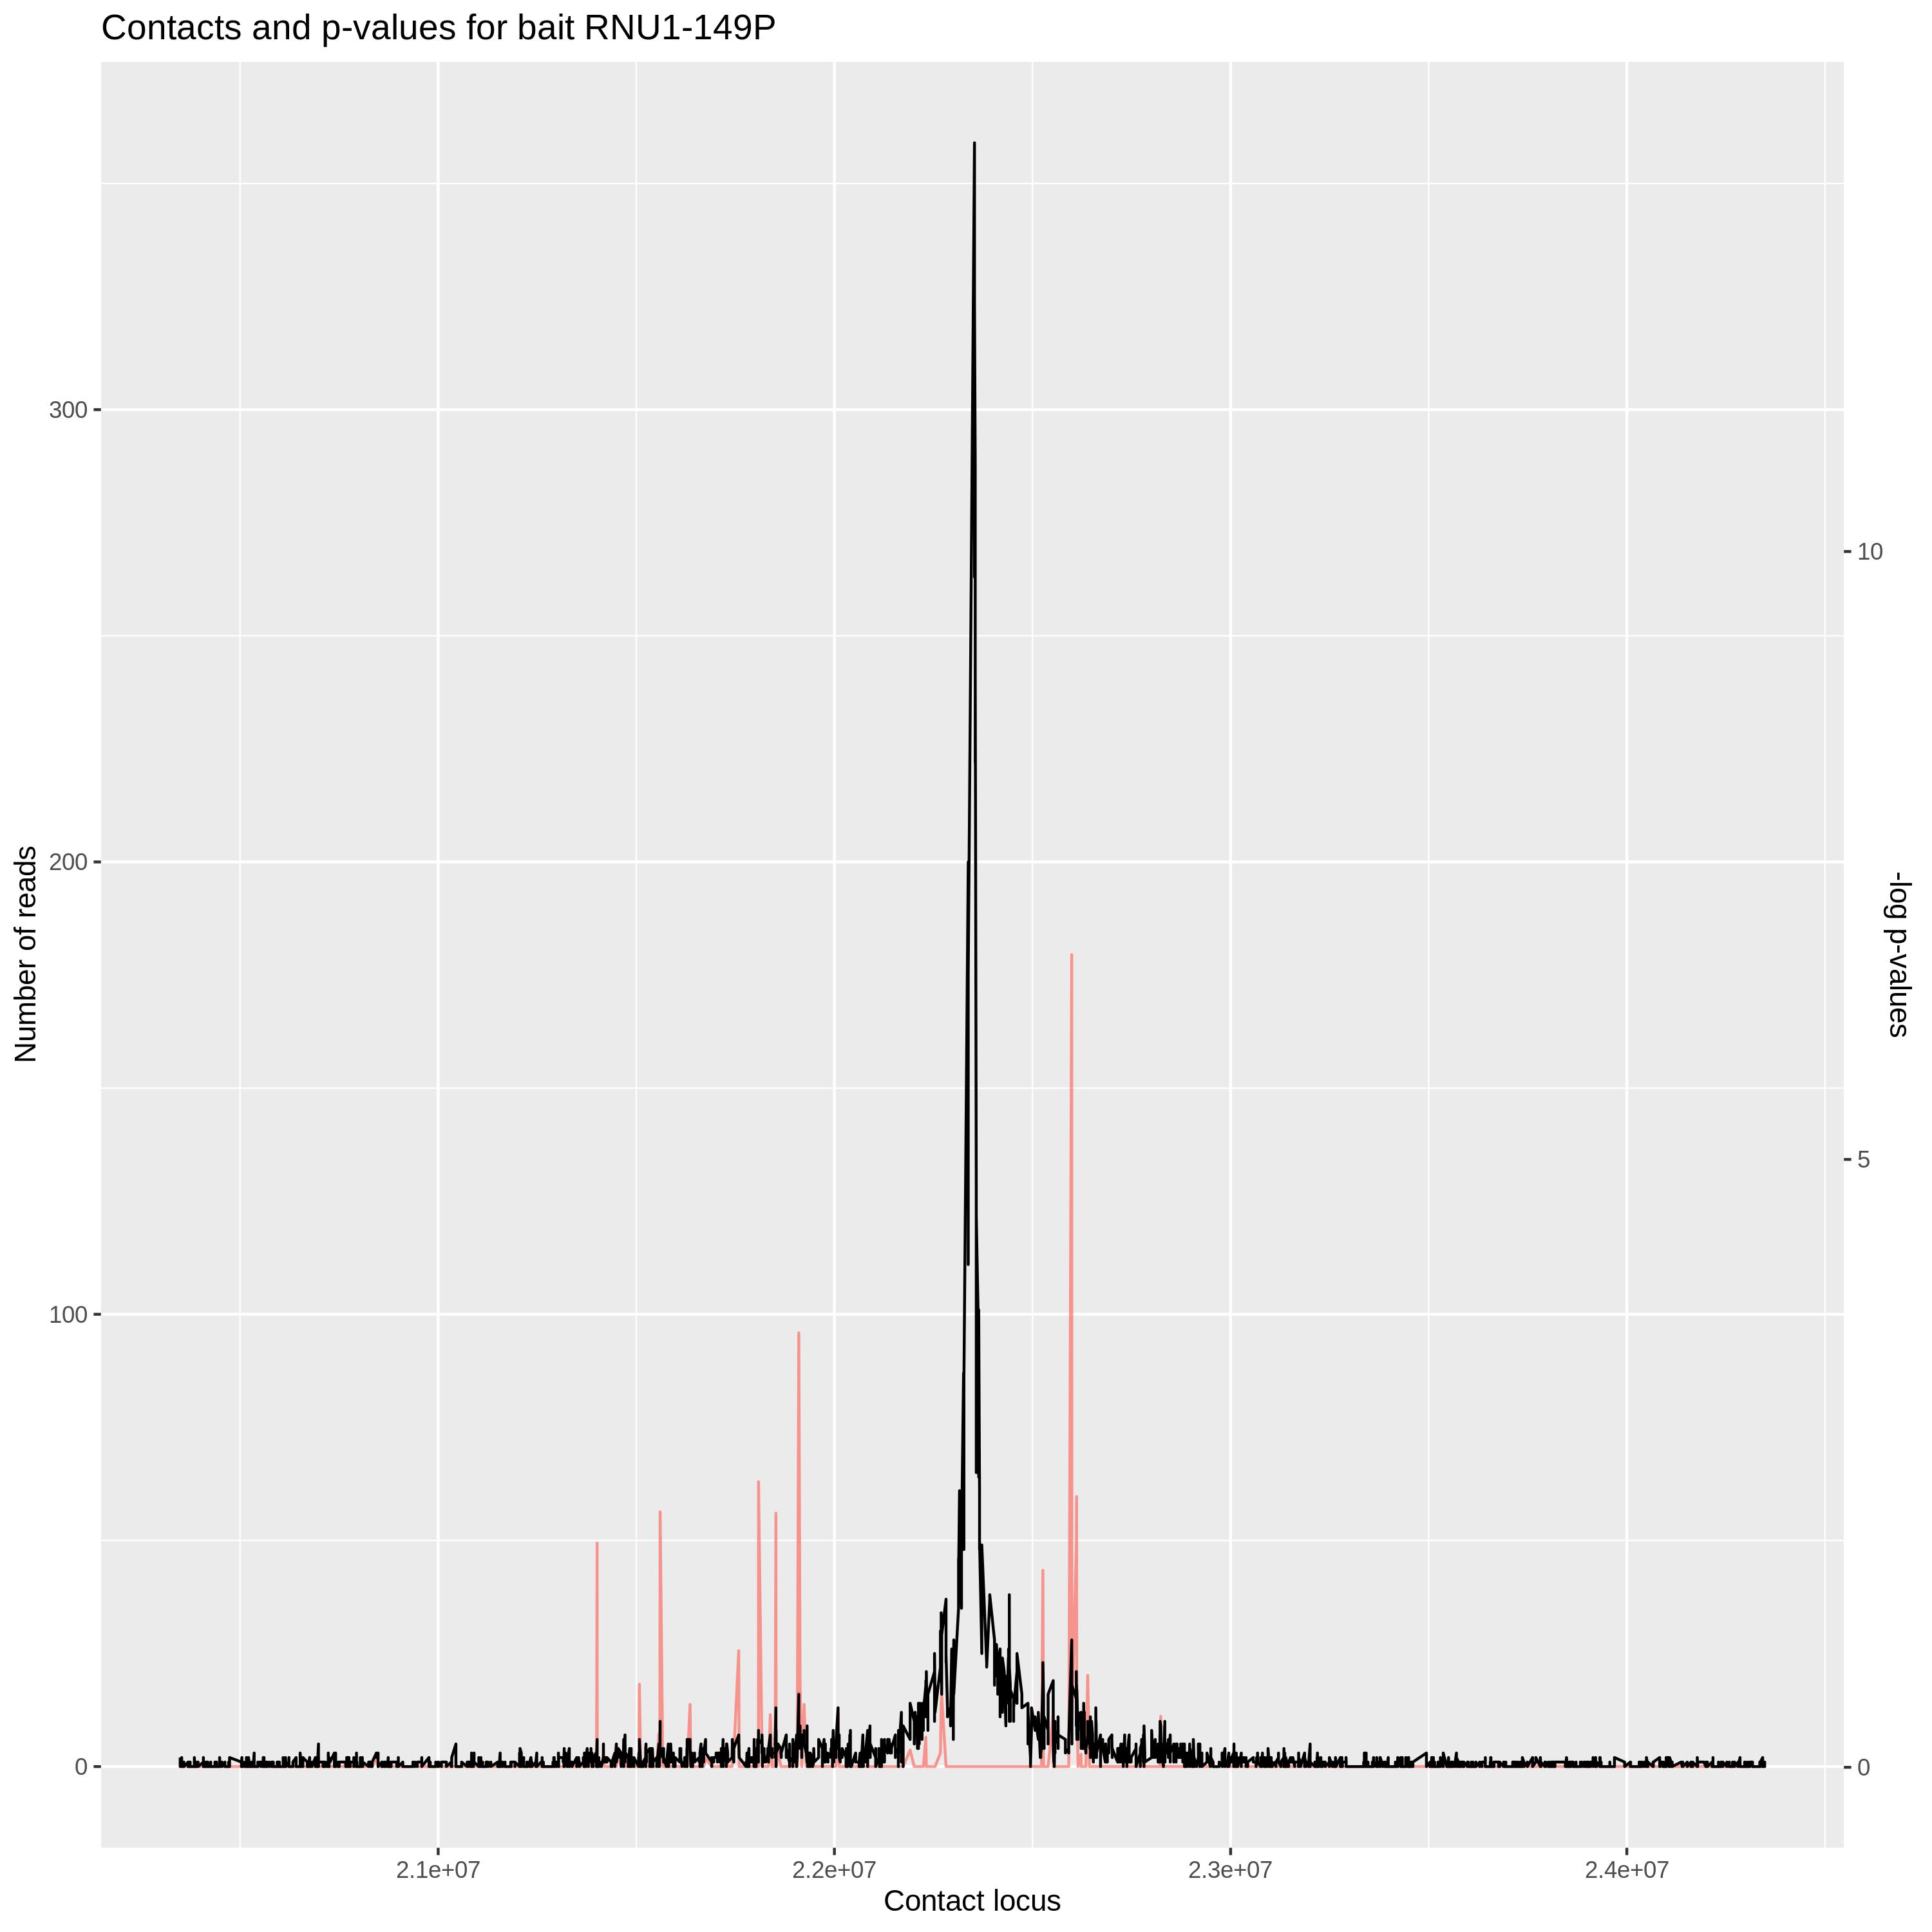 Contacts and p-values for bait RNU1-149P
Number of reads
300
200
100
0
10
5
0
-log p-values
2.1e+07 2.2e+07 2.3e+07 2.4e+07
Contact locus